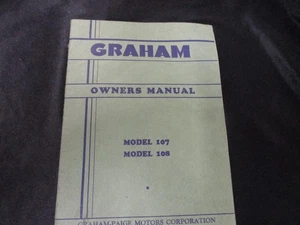 GRAHAM
OWNERS MANUAL
MODEL 107
MODEL 108
GRAHAM-PAIGE MOTORS CORPORATION